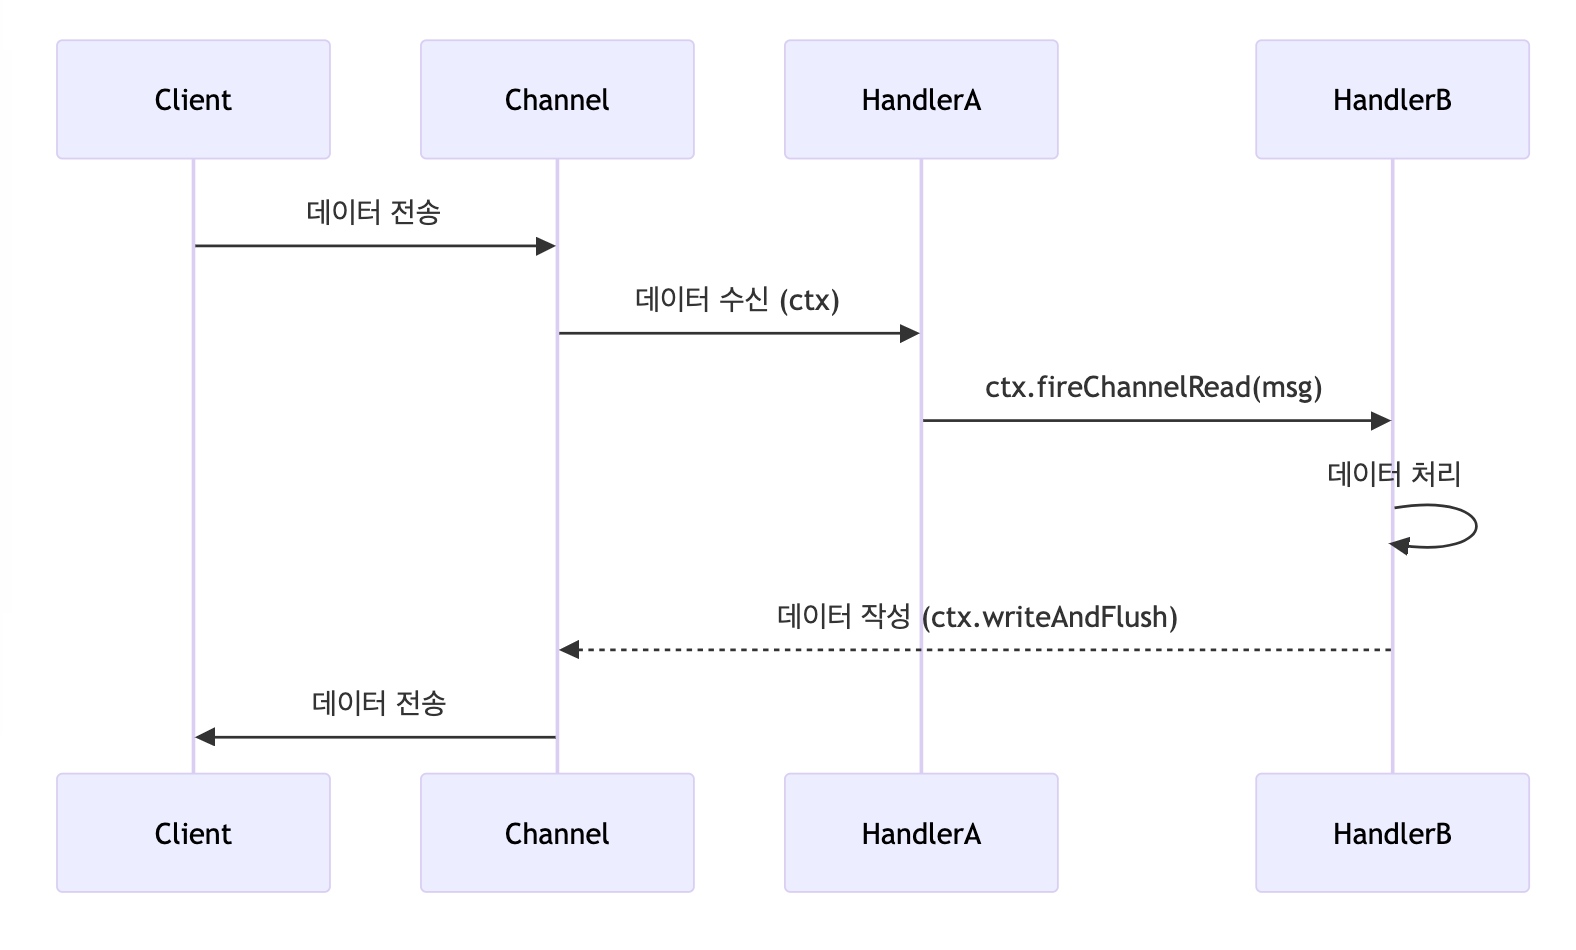 Client
Channel
HandlerA
HandlerB
데이터 전송
데이터 수신 (ctx)
ctx.fireChannelRead(msg)
데이터 처리
데이터 작성 (ctx.writeAndFlush)
데이터 전송
Client
Channel
HandlerA
HandlerB